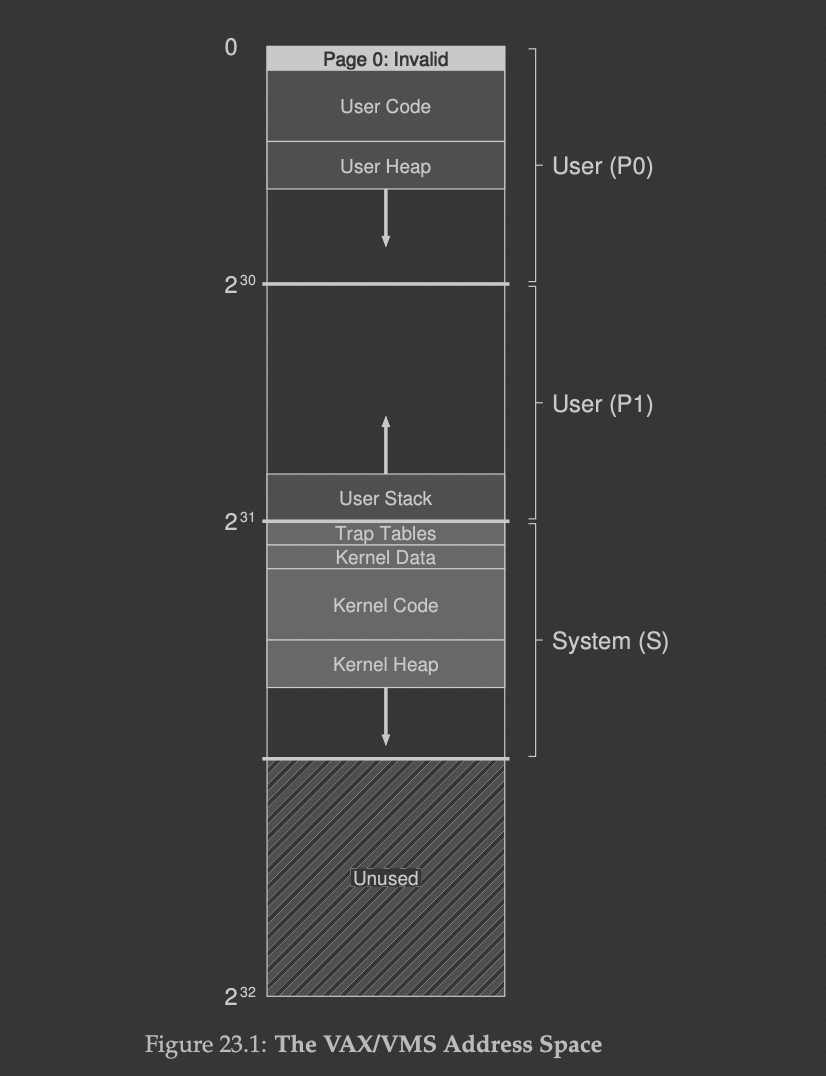 0
Page 0: Invalid
User Code
User Heap
User (P0)
2^30
User (P1)
User Stack
2^31
Trap Tables
Kernel Data
Kernel Code
System (S)
Kernel Heap
Unused
2^32
Figure 23.1: The VAX/VMS Address Space